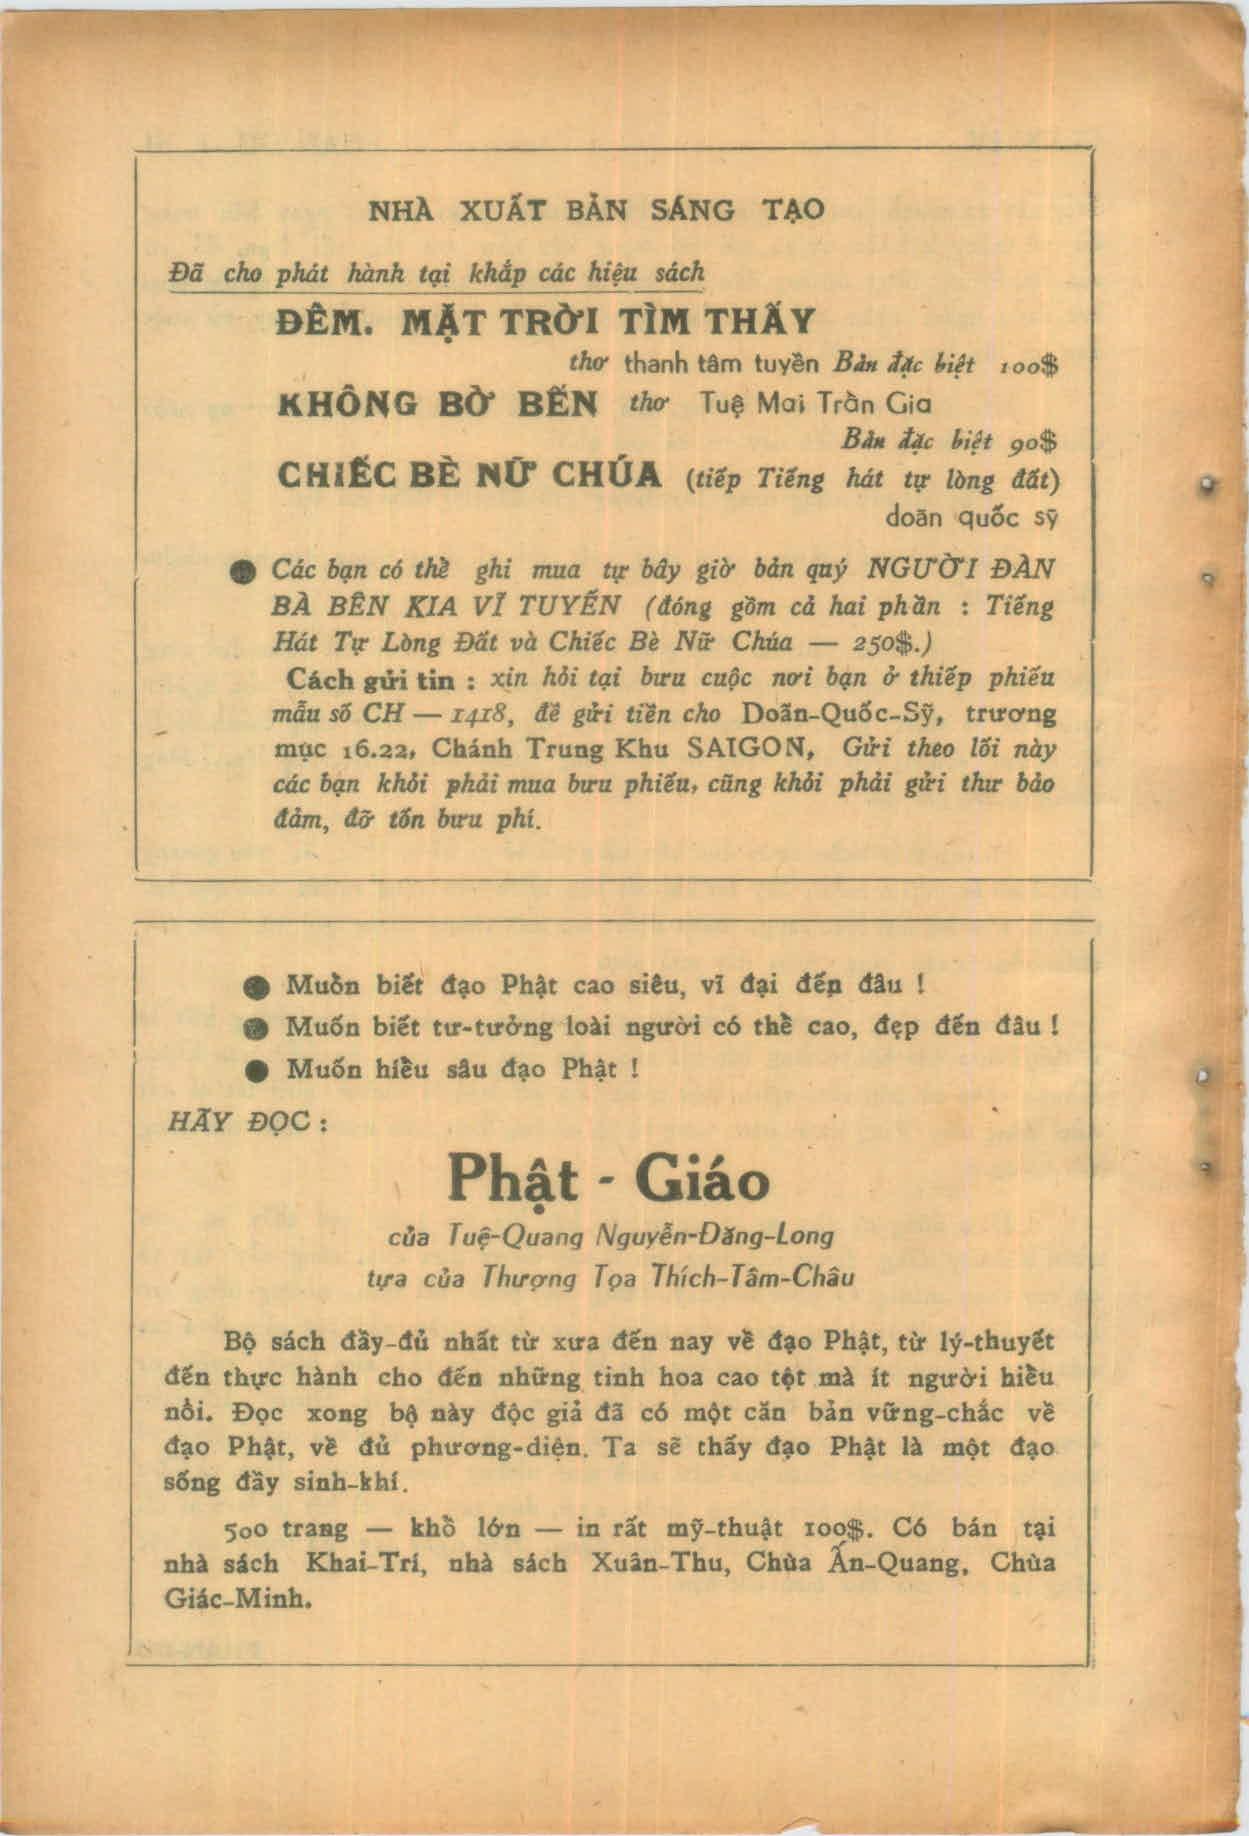 NHÀ XUẤT BẢN SÁNG TẠO
Đã cho phát hành tại khắp các hiệu sách
ĐÊM. MẶT TRỜI TÌM THẤY
thơ thanh tâm tuyền Bản đặc biệt 100$
KHÔNG BỜ BẾN thơ Tuệ Mai Trần Gia
Bản đặc biệt 90$
CHIẾC BÈ NỮ CHÚA (tiếp Tiếng hát tự lòng đất)
doãn quốc sỹ
● Các bạn có thể ghi mua tự bây giờ bản quý NGƯỜI ĐÀN
BÀ BÊN KIA VĨ TUYẾN (đóng gồm cả hai phần : Tiếng
Hát Tự Lòng Đất và Chiếc Bè Nữ Chúa — 250$.)
Cách gửi tin : xin hỏi tại bưu cuộc nơi bạn ở thiếp phiếu
mẫu số CH — 1418, để gửi tiền cho Doãn-Quốc-Sỹ, trương
mục 16.22, Chánh Trung Khu SAIGON, Gửi theo lối này
các bạn khỏi phải mua bưu phiếu, cũng khỏi phải gửi thư bảo
đảm, đỡ tốn bưu phí.
● Muốn biết đạo Phật cao siêu, vĩ đại đến đâu !
● Muốn biết tư-tưởng loài người có thể cao, đẹp đến đâu !
● Muốn hiểu sâu đạo Phật !
HÃY ĐỌC :
Phật - Giáo
của Tuệ-Quang Nguyễn-Đăng-Long
tựa của Thượng Tọa Thích-Tâm-Châu
Bộ sách đầy-đủ nhất từ xưa đến nay về đạo Phật, từ lý-thuyết
đến thực hành cho đến những tinh hoa cao tột mà ít người hiểu
nổi. Đọc xong bộ này độc giả đã có một căn bản vững-chắc về
đạo Phật, về đủ phương-diện. Ta sẽ thấy đạo Phật là một đạo
sống đầy sinh-khí.
500 trang — khổ lớn — in rất mỹ-thuật 100$. Có bán tại
nhà sách Khai-Trí, nhà sách Xuân-Thu, Chùa Ấn-Quang, Chùa
Giác-Minh.